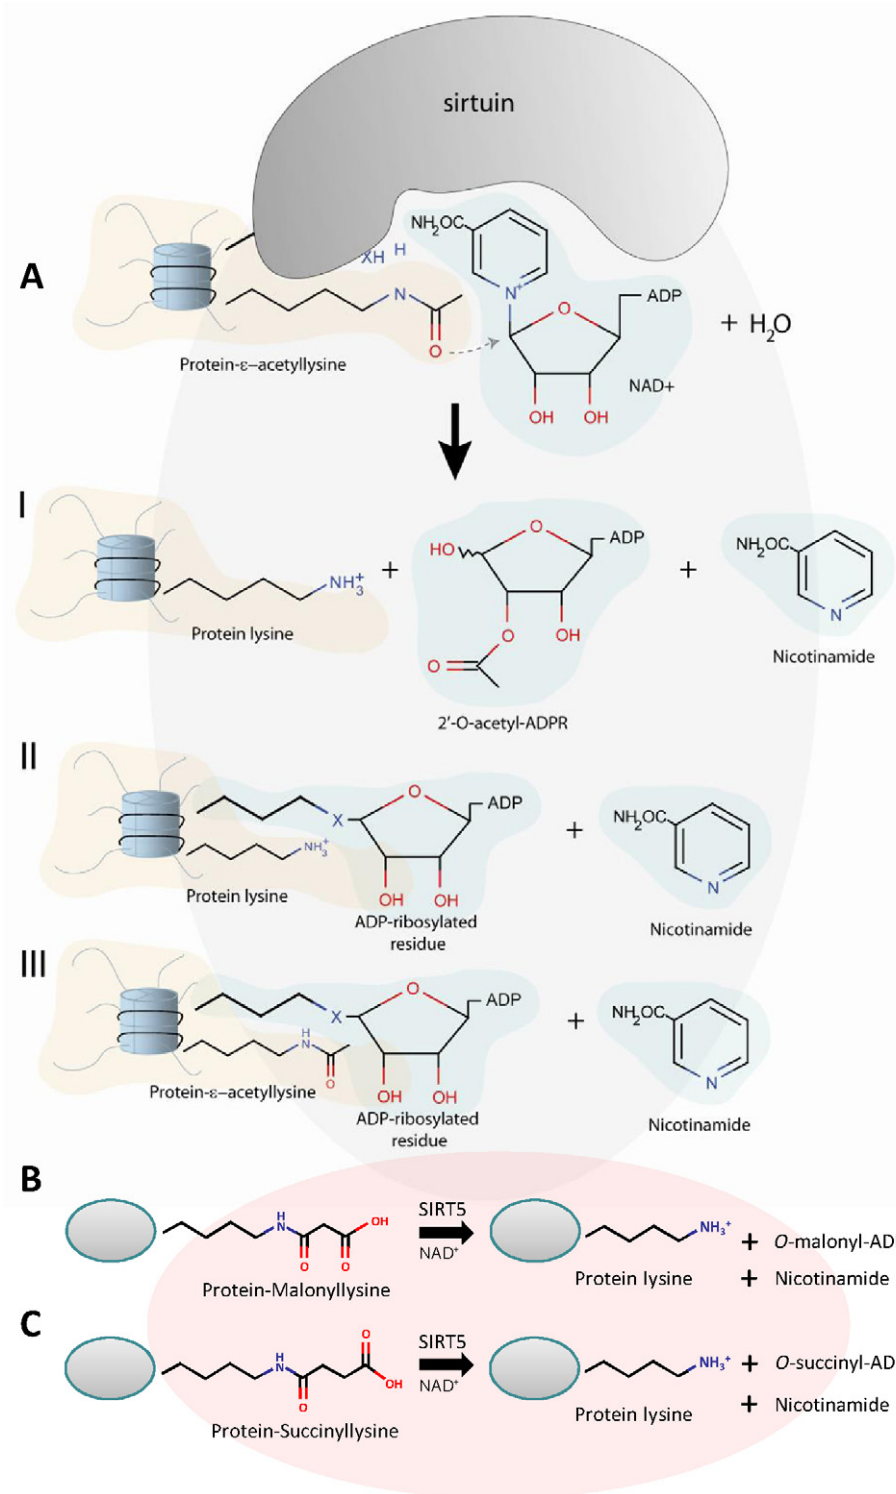 sirtuin
A
NH₂OC
XH H
N
N⁺
O
O
ADP
+ H₂O
Protein-ε–acetyllysine
NAD+
OH OH
I
O
HO
ADP
NH₂OC
NH₃⁺
+
+
N
Protein lysine
O
OH
O
Nicotinamide
2'-O-acetyl-ADPR
II
O
ADP
X
+
NH₂OC
NH₃⁺
N
Protein lysine
OH OH
ADP-ribosylated
residue
Nicotinamide
III
O
ADP
X
+
NH₂OC
H
N
O
N
Protein-ε–acetyllysine
OH OH
ADP-ribosylated
residue
Nicotinamide
B
H
N
O
O
OH
SIRT5
NAD⁺
NH₃⁺
+ O-malonyl-AD
Protein-Malonyllysine
Protein lysine
+ Nicotinamide
C
H
N
O
O
OH
SIRT5
NAD⁺
NH₃⁺
+ O-succinyl-AD
Protein-Succinyllysine
Protein lysine
+ Nicotinamide